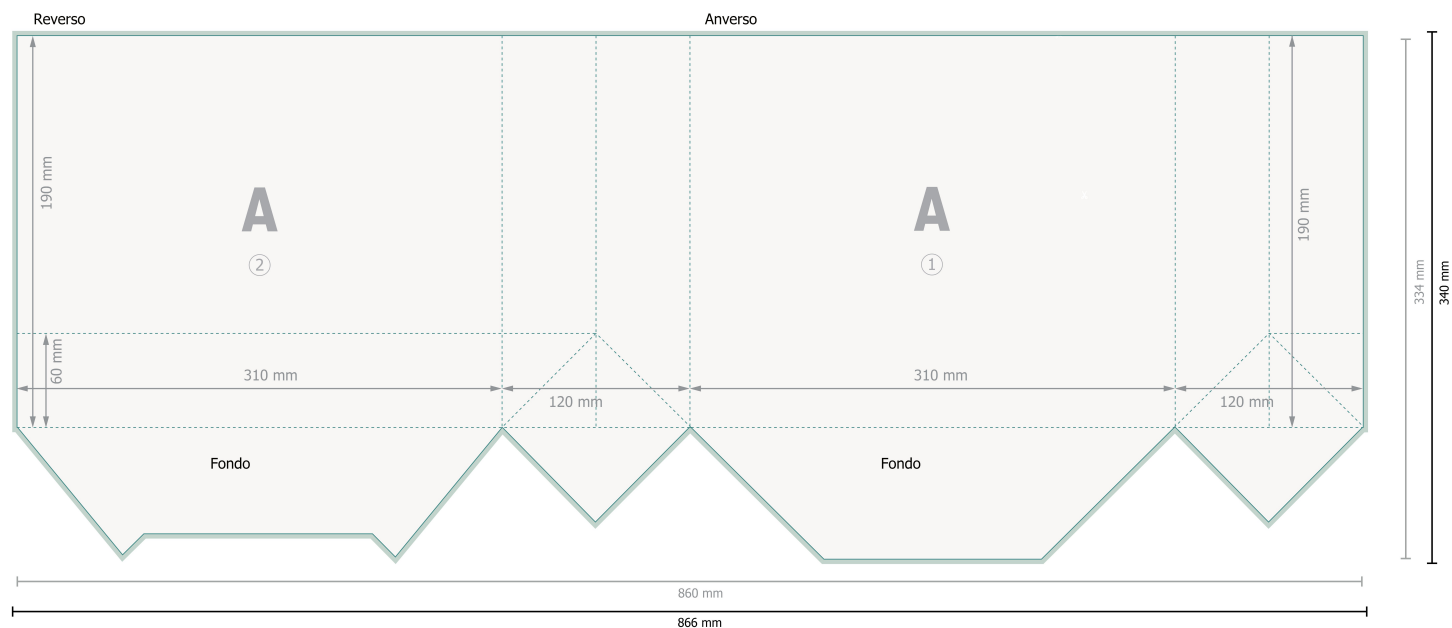 Reverso
Anverso
190 mm
190 mm
A
A
2
1
334 mm
340 mm
60 mm
310 mm
310 mm
120 mm
120 mm
Fondo
Fondo
860 mm
866 mm